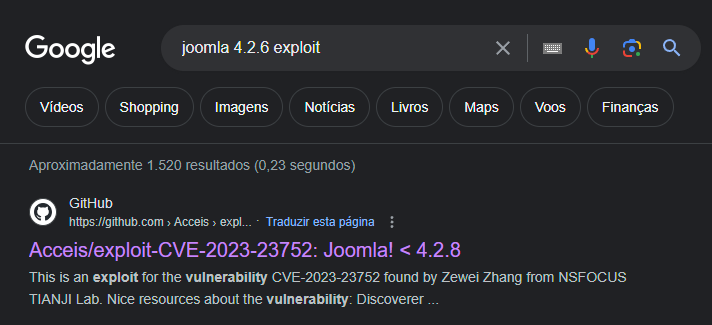 Google
joomla 4.2.6 exploit
Vídeos
Shopping
Imagens
Notícias
Livros
Maps
Voos
Finanças
Aproximadamente 1.520 resultados (0,23 segundos)
GitHub
https://github.com › Acceis › expl... · Traduzir esta página
Acceis/exploit-CVE-2023-23752: Joomla! < 4.2.8
This is an exploit for the vulnerability CVE-2023-23752 found by Zewei Zhang from NSFOCUS
TIANJI Lab. Nice resources about the vulnerability: Discoverer ...